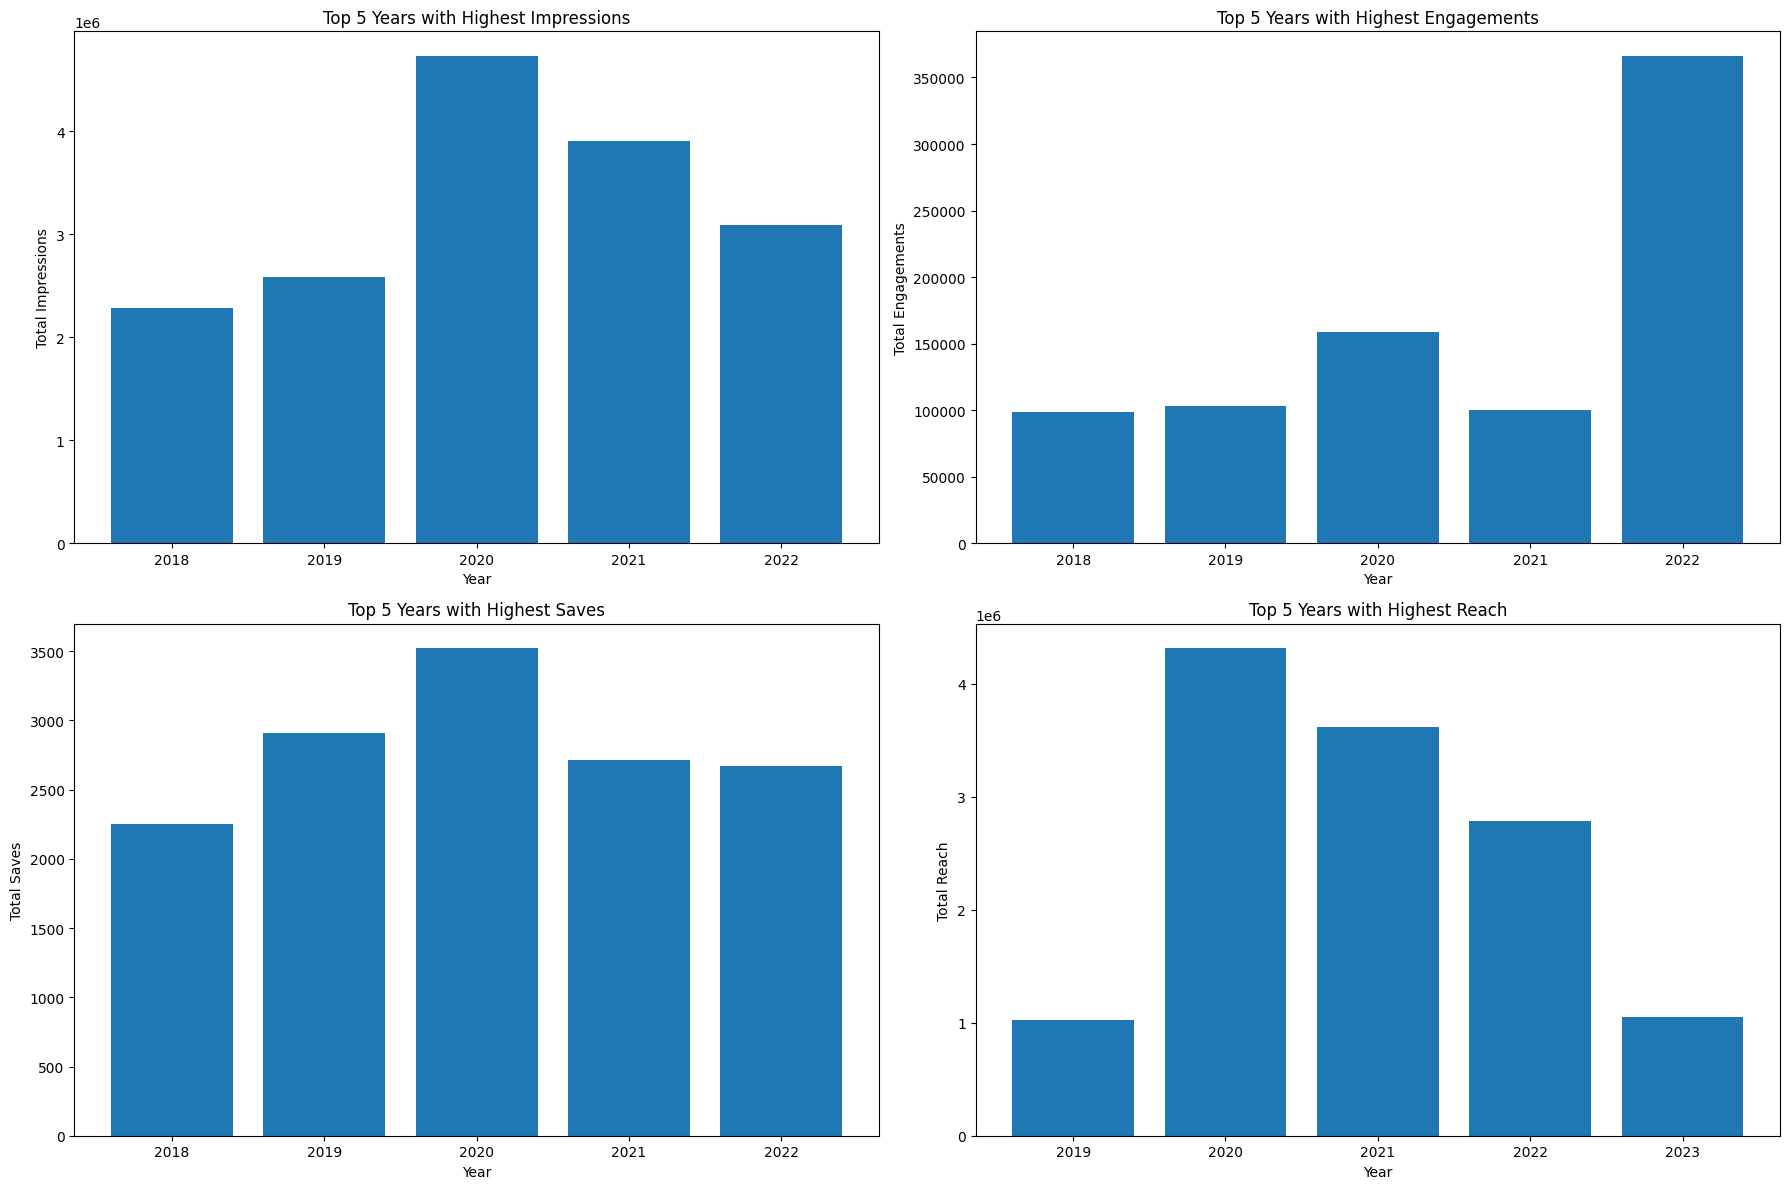 Top 5 Years with Highest Impressions
1e6
4
3
2
1
0
Total Impressions
2018 2019 2020 2021 2022
Year
Top 5 Years with Highest Engagements
350000
300000
250000
200000
150000
100000
50000
0
Total Engagements
2018 2019 2020 2021 2022
Year
Top 5 Years with Highest Saves
3500
3000
2500
2000
1500
1000
500
0
Total Saves
2018 2019 2020 2021 2022
Year
Top 5 Years with Highest Reach
1e6
4
3
2
1
0
Total Reach
2019 2020 2021 2022 2023
Year